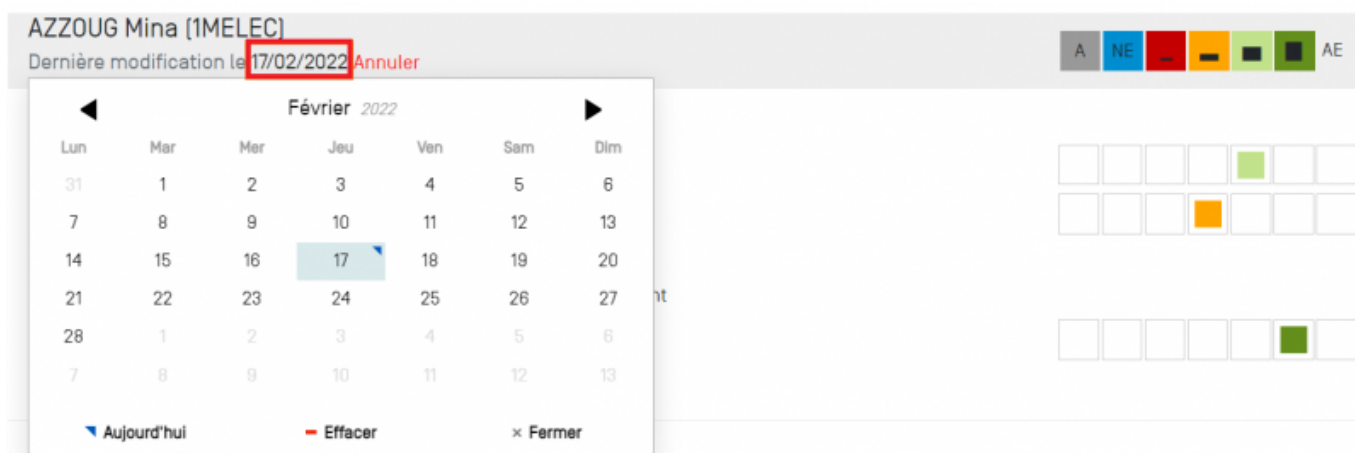 AZZOUG Mina (1MELEC)
Dernière modification le 17/02/2022 Annuler
A NE AE
Février 2022
Lun Mar Mer Jeu Ven Sam Dim
31 1 2 3 4 5 6
7 8 9 10 11 12 13
14 15 16 17 18 19 20
21 22 23 24 25 26 27
nt
28 1 2 3 4 5 6
7 8 9 10 11 12 13
Aujourd'hui Effacer × Fermer